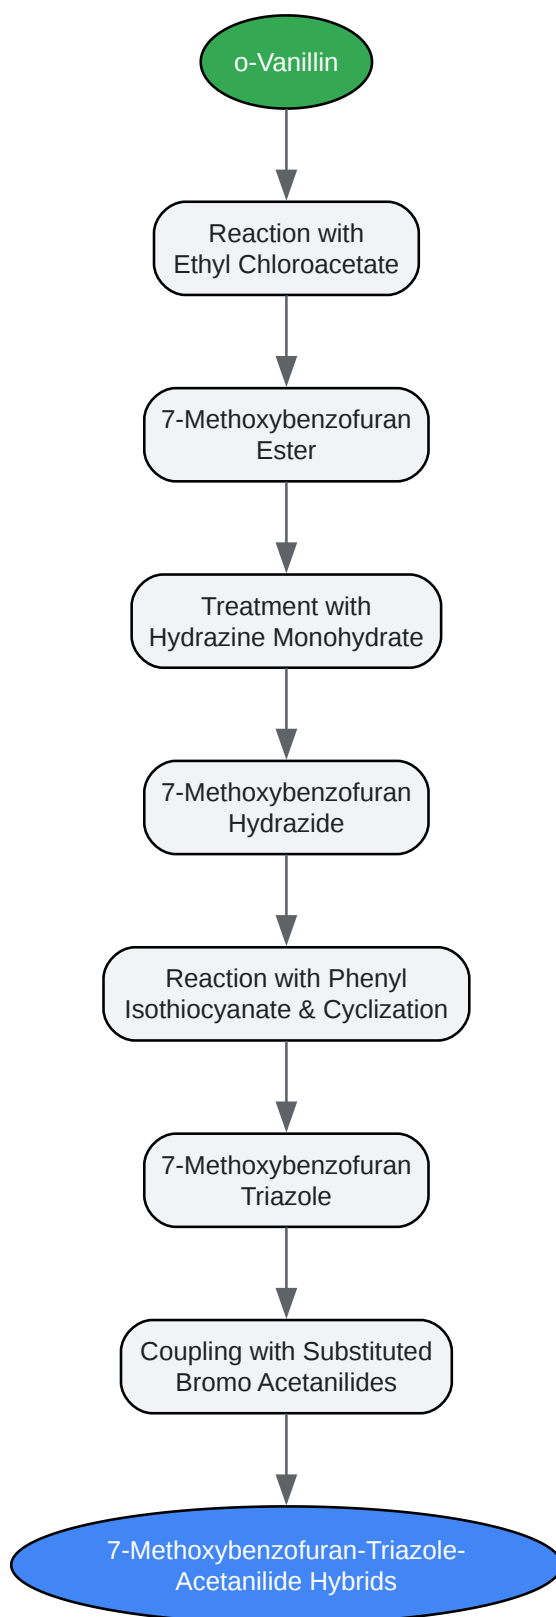 o-Vanillin
Reaction with
Ethyl Chloroacetate
7-Methoxybenzofuran
Ester
Treatment with
Hydrazine Monohydrate
7-Methoxybenzofuran
Hydrazide
Reaction with Phenyl
Isothiocyanate & Cyclization
7-Methoxybenzofuran
Triazole
Coupling with Substituted
Bromo Acetanilides
7-Methoxybenzofuran-Triazole-
Acetanilide Hybrids